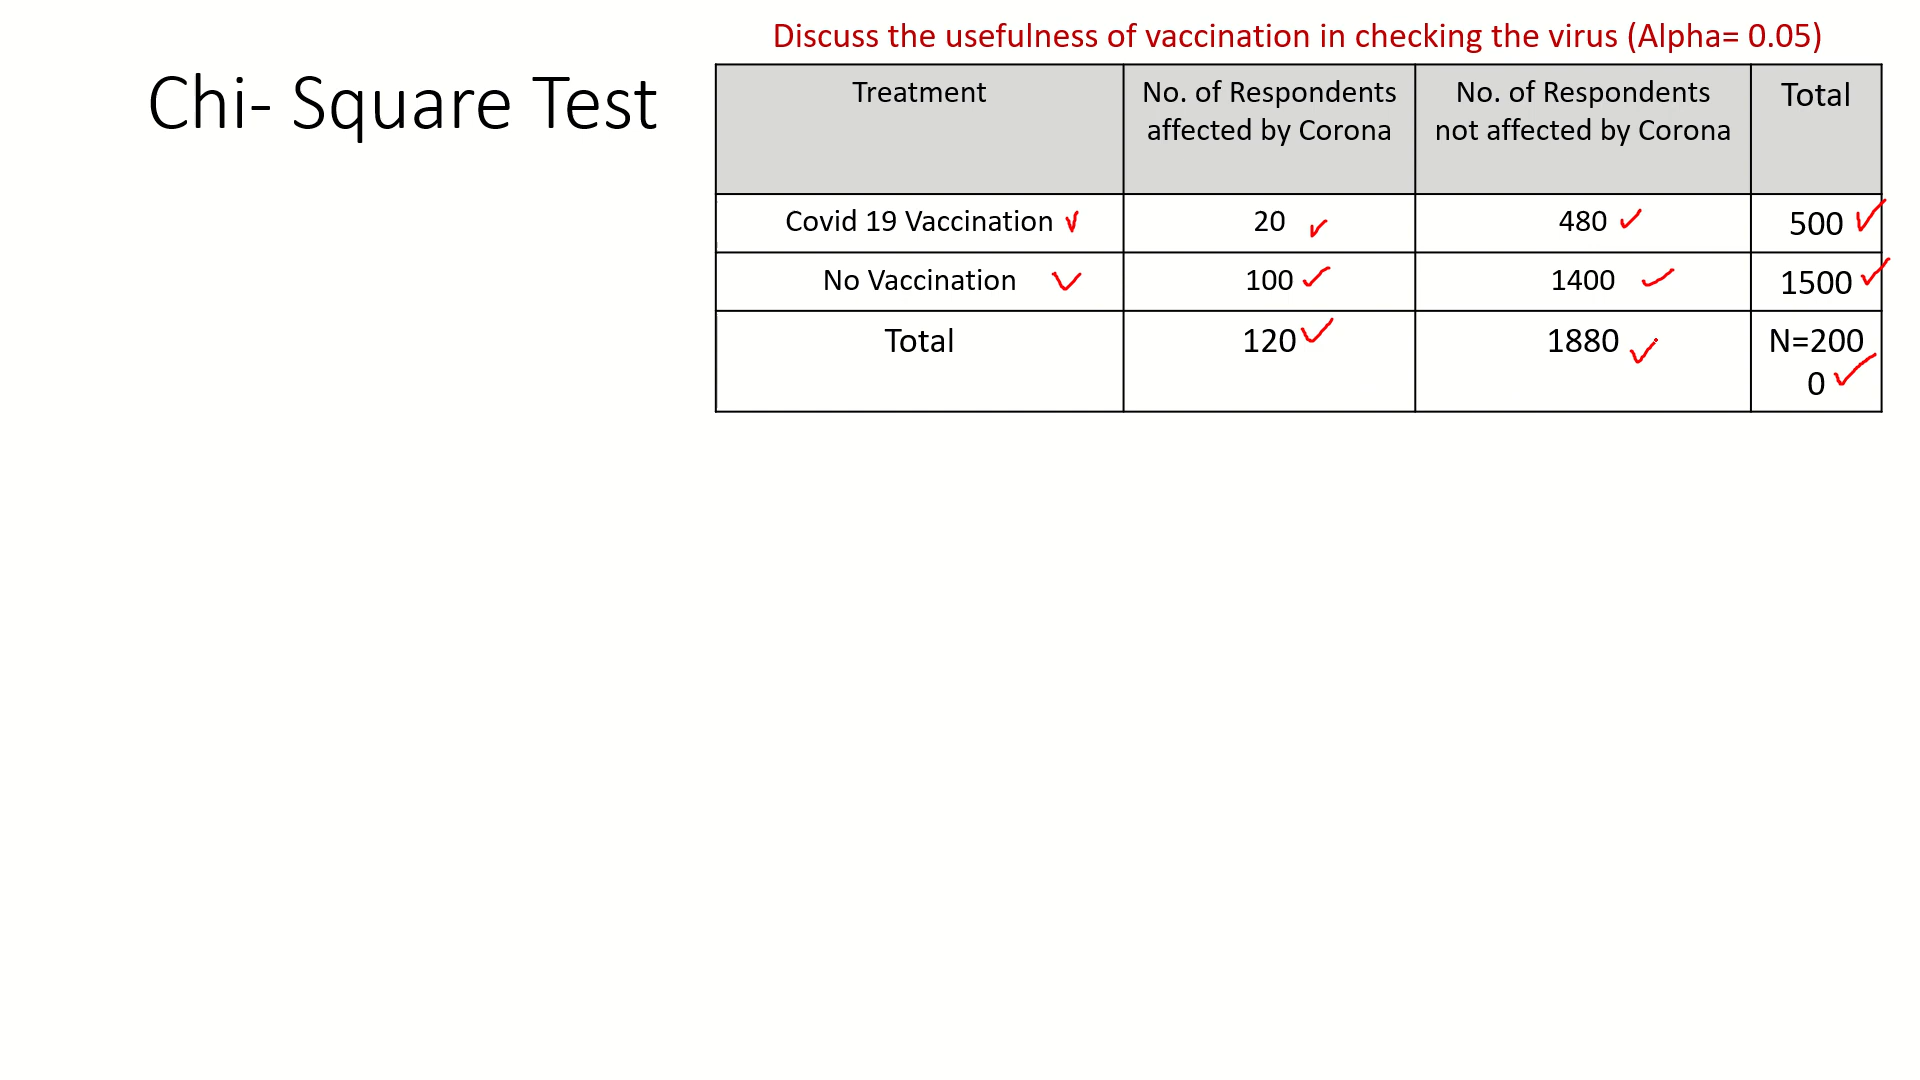 Discuss the usefulness of vaccination in checking the virus (Alpha= 0.05)
Chi- Square Test
Treatment
No. of Respondents
affected by Corona
No. of Respondents
not affected by Corona
Total
Covid 19 Vaccination
20
480
500
No Vaccination
100
1400
1500
Total
120
1880
N=200
0